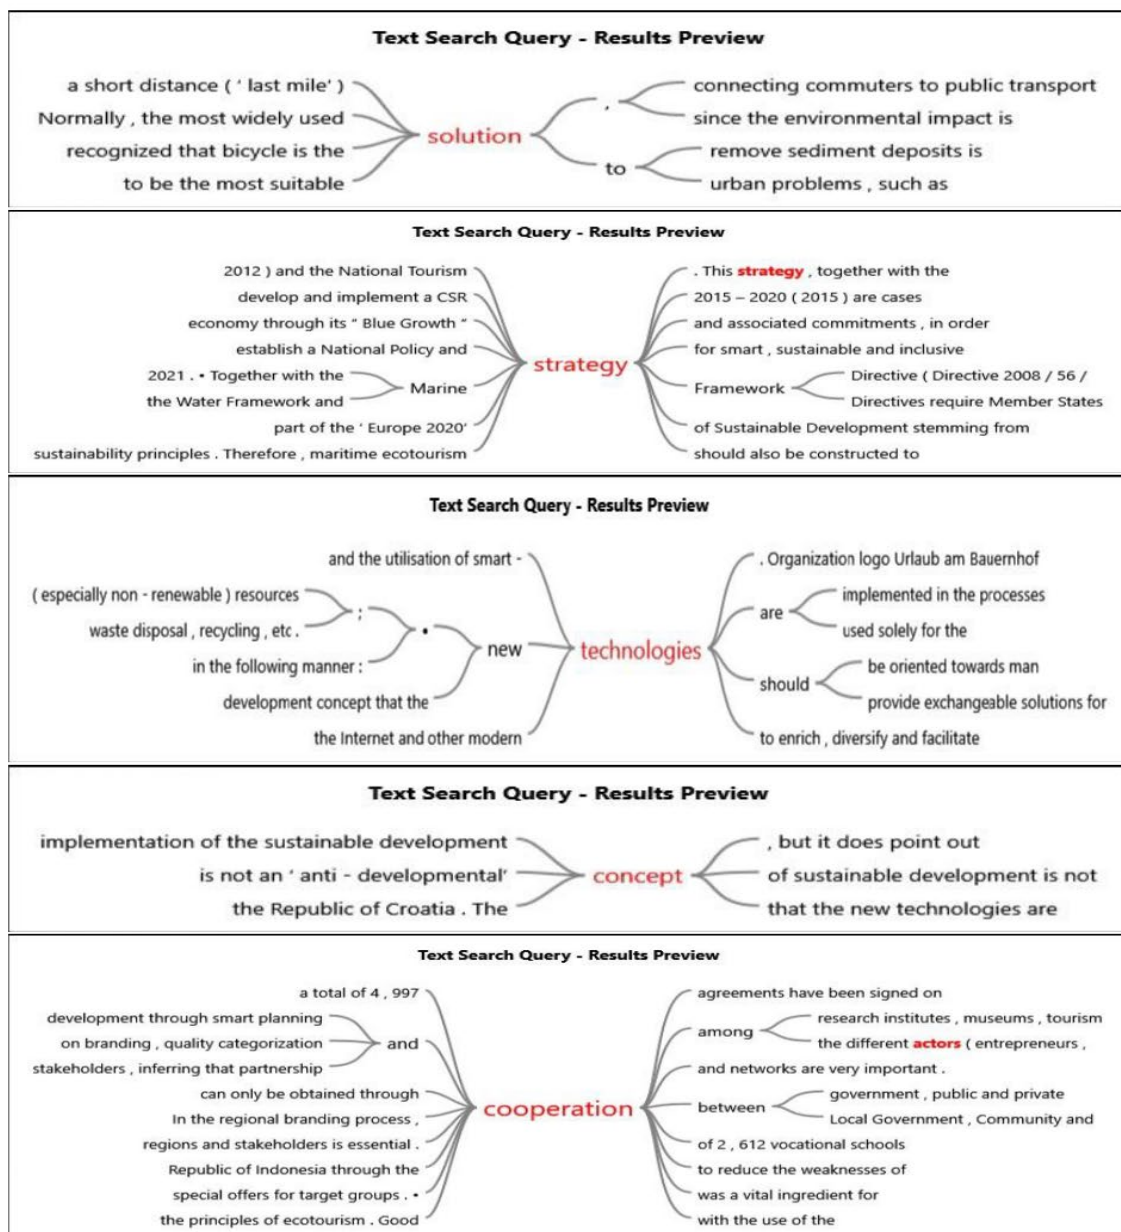 Text Search Query - Results Preview
a short distance ( ‘ last mile’ )
Normally , the most widely used
recognized that bicycle is the
to be the most suitable
solution
,
to
connecting commuters to public transport
since the environmental impact is
remove sediment deposits is
urban problems , such as
Text Search Query - Results Preview
2012 ) and the National Tourism
develop and implement a CSR
economy through its “ Blue Growth “
establish a National Policy and
2021 . • Together with the
the Water Framework and
Marine
part of the ‘ Europe 2020’
sustainability principles . Therefore , maritime ecotourism
strategy
. This strategy , together with the
2015 – 2020 ( 2015 ) are cases
and associated commitments , in order
for smart , sustainable and inclusive
Framework
Directive ( Directive 2008 / 56 /
Directives require Member States
of Sustainable Development stemming from
should also be constructed to
Text Search Query - Results Preview
and the utilisation of smart -
( especially non - renewable ) resources
waste disposal , recycling , etc .
;
•
in the following manner :
new
development concept that the
the Internet and other modern
technologies
. Organization logo Urlaub am Bauernhof
are
implemented in the processes
used solely for the
should
be oriented towards man
provide exchangeable solutions for
to enrich , diversify and facilitate
Text Search Query - Results Preview
implementation of the sustainable development
is not an ‘ anti - developmental’
the Republic of Croatia . The
concept
, but it does point out
of sustainable development is not
that the new technologies are
Text Search Query - Results Preview
a total of 4 , 997
development through smart planning
on branding , quality categorization
stakeholders , inferring that partnership
and
can only be obtained through
In the regional branding process ,
regions and stakeholders is essential .
Republic of Indonesia through the
special offers for target groups . •
the principles of ecotourism . Good
cooperation
agreements have been signed on
among
research institutes , museums , tourism
the different actors ( entrepreneurs ,
and networks are very important .
between
government , public and private
Local Government , Community and
of 2 , 612 vocational schools
to reduce the weaknesses of
was a vital ingredient for
with the use of the